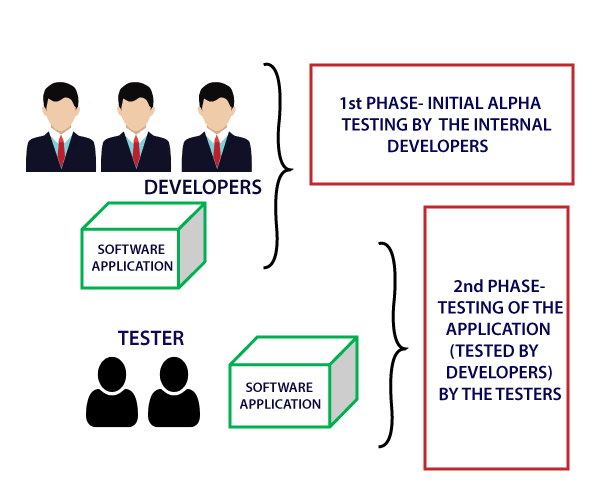 1st PHASE- INITIAL ALPHA
TESTING BY THE INTERNAL
DEVELOPERS
DEVELOPERS
SOFTWARE
APPLICATION
2nd PHASE-
TESTING OF THE
APPLICATION
(TESTED BY
DEVELOPERS)
BY THE TESTERS
TESTER
SOFTWARE
APPLICATION